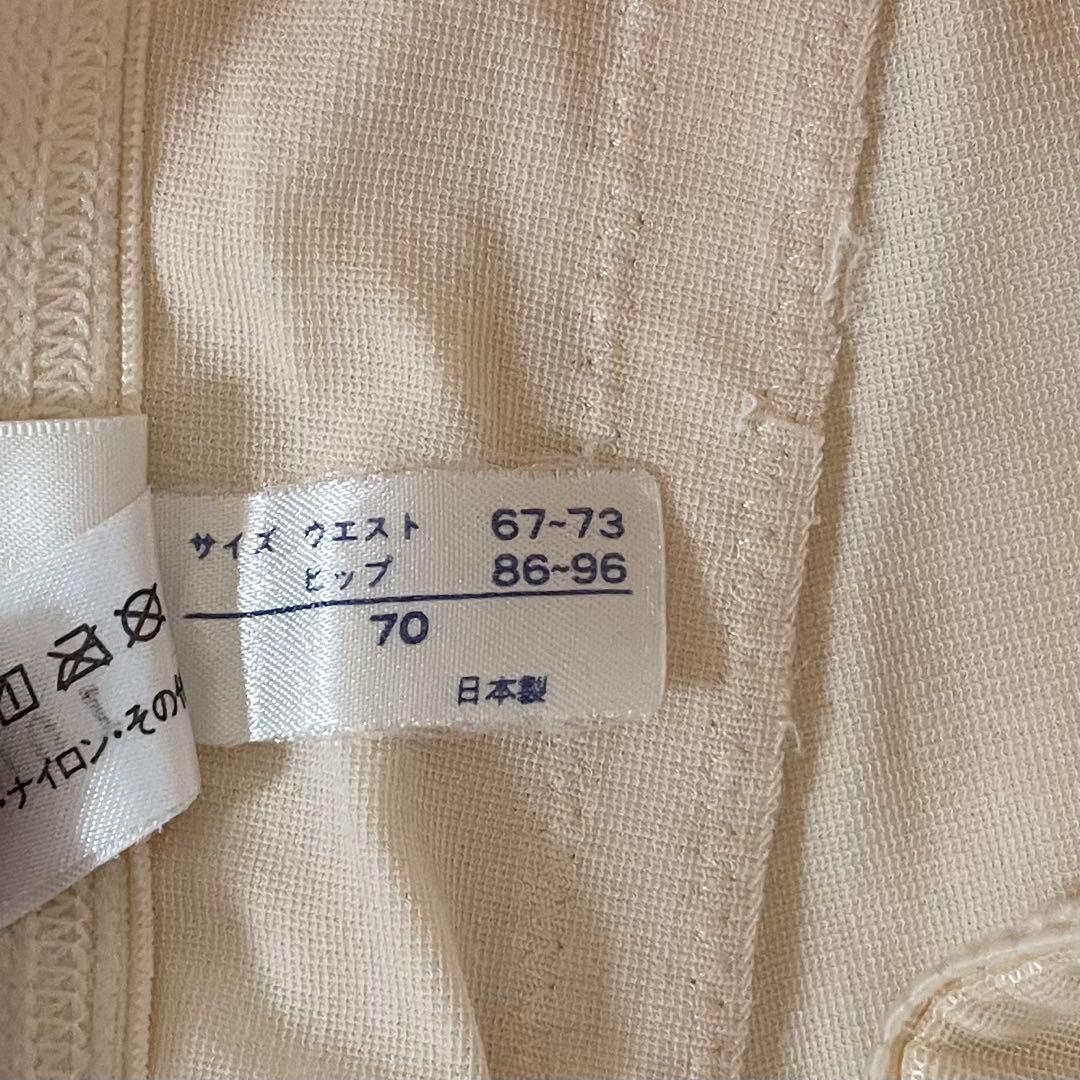 サイズ ウエスト 67~73
ヒップ 86~96
70
日本製
・ナイロン・その他